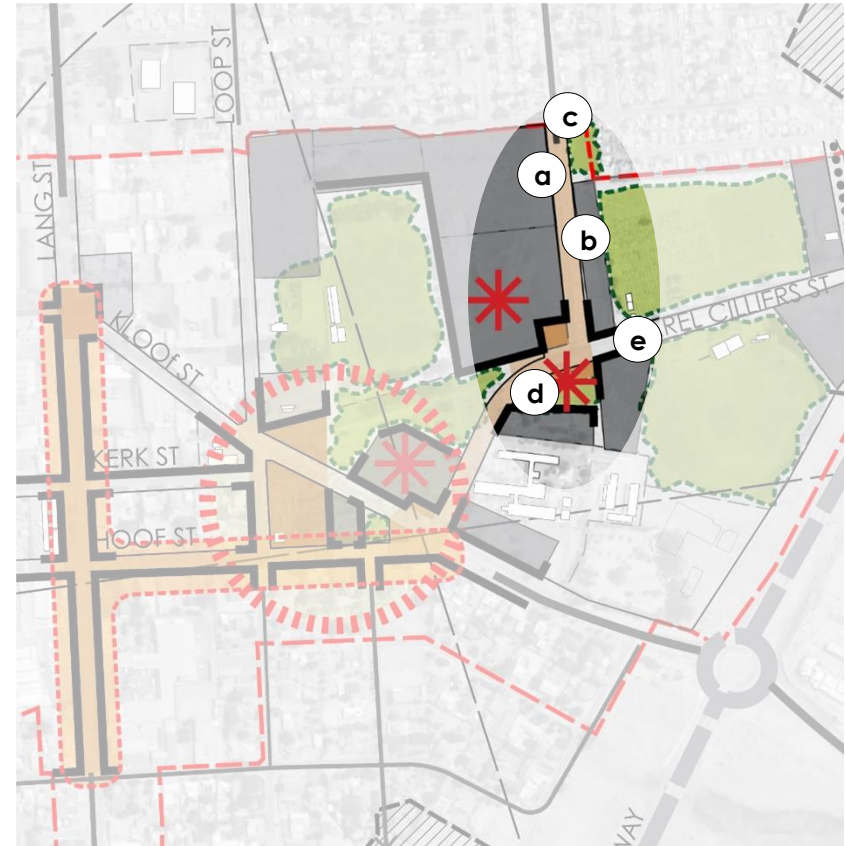 LOOP ST
c
a
LANG ST
b
REL CILLIERS ST
e
KLOOf ST
d
KERK ST
HOOF ST
WAY